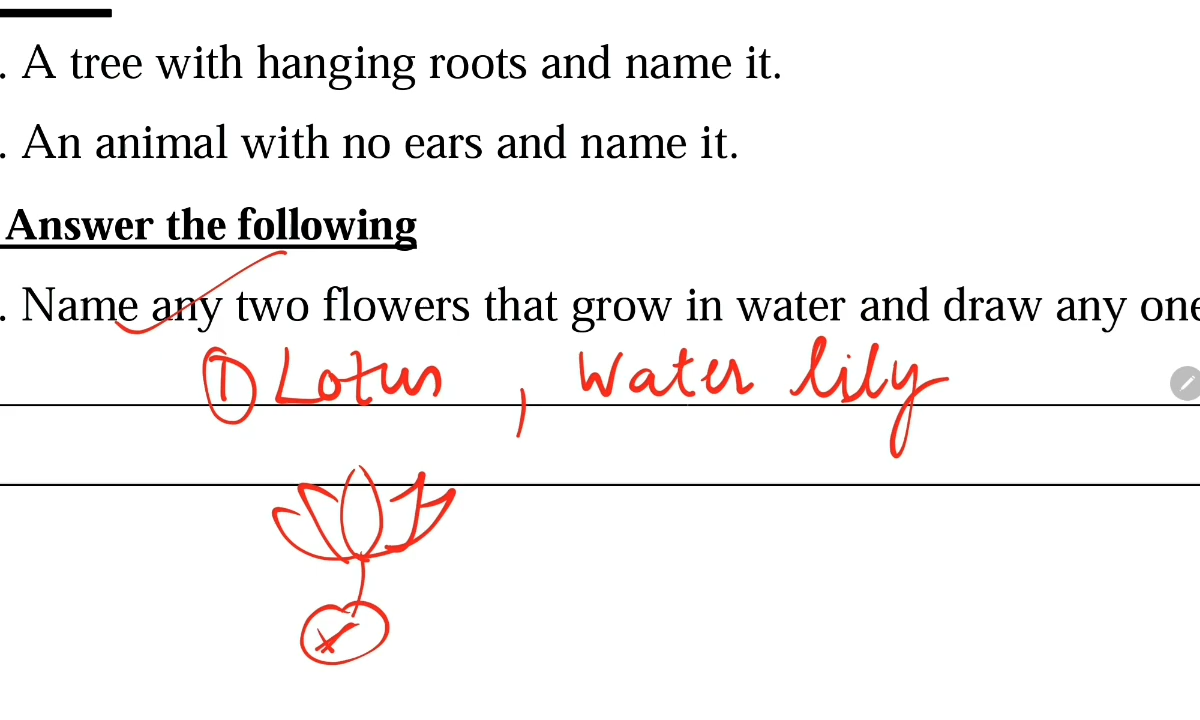 . A tree with hanging roots and name it.
. An animal with no ears and name it.
Answer the following
. Name any two flowers that grow in water and draw any one
① Lotus , Water lily